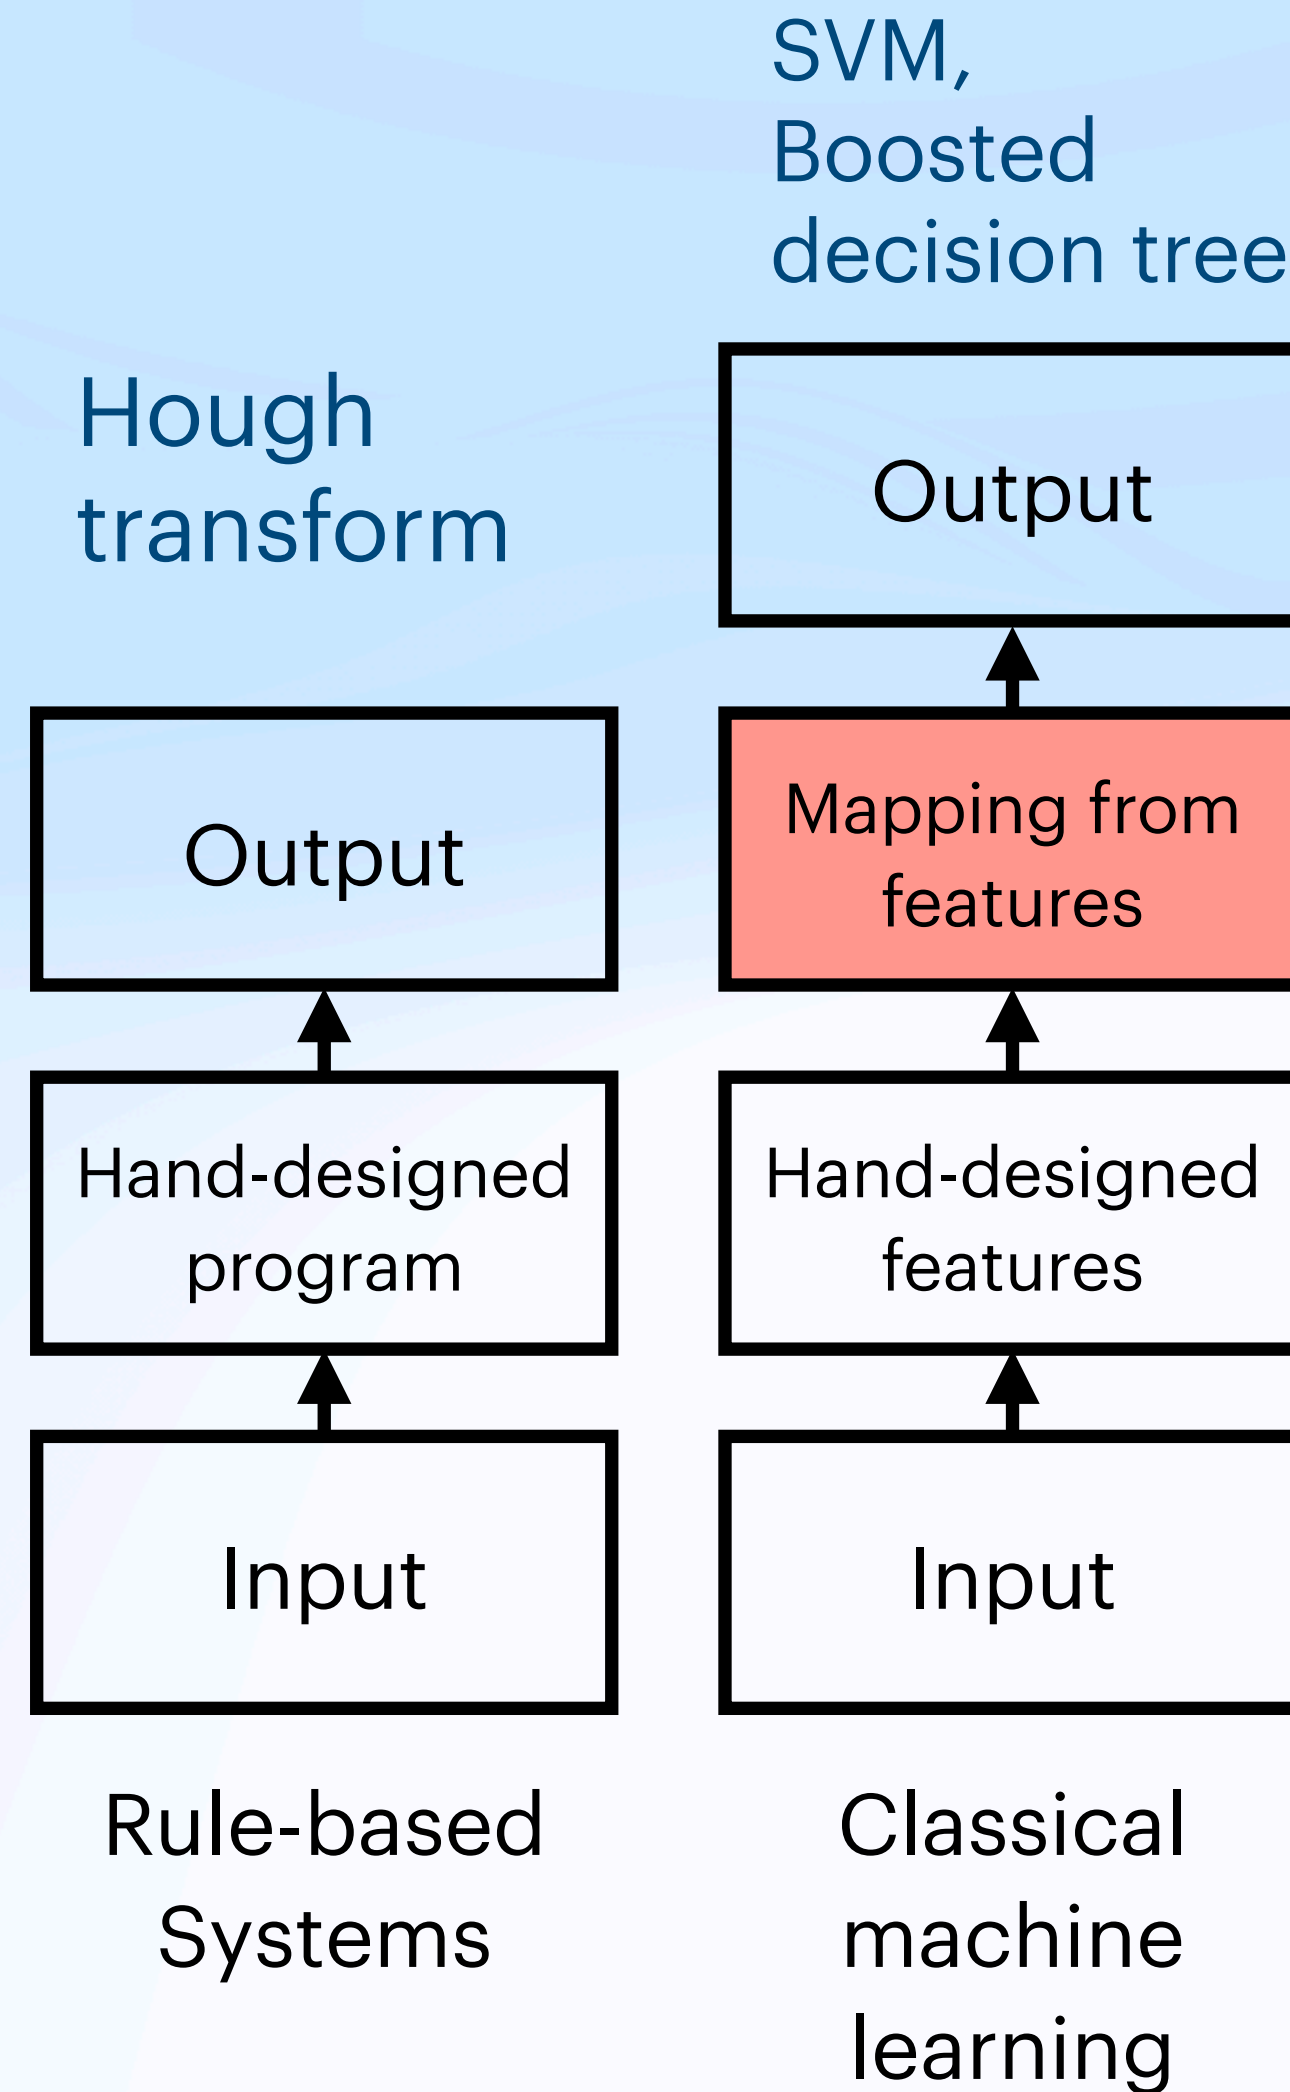 Hough
transform
Output
Hand-designed
program
Input
Rule-based
Systems
SVM,
Boosted
decision tree
Output
Mapping from
features
Hand-designed
features
Input
Classical
machine
learning